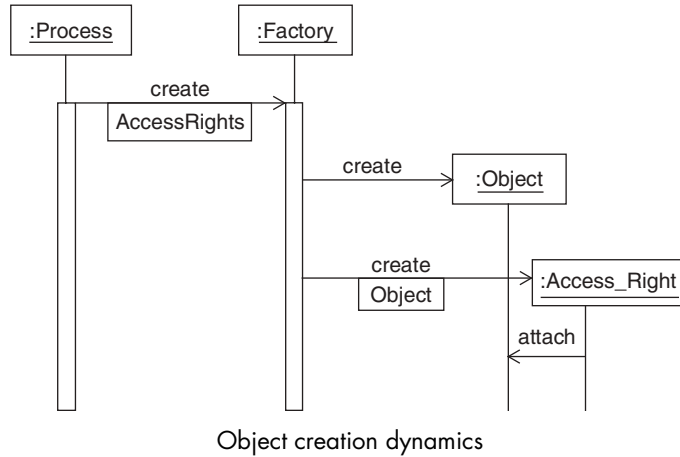 :Process
:Factory
create
AccessRights
create
:Object
create
Object
:Access_Right
attach
Object creation dynamics